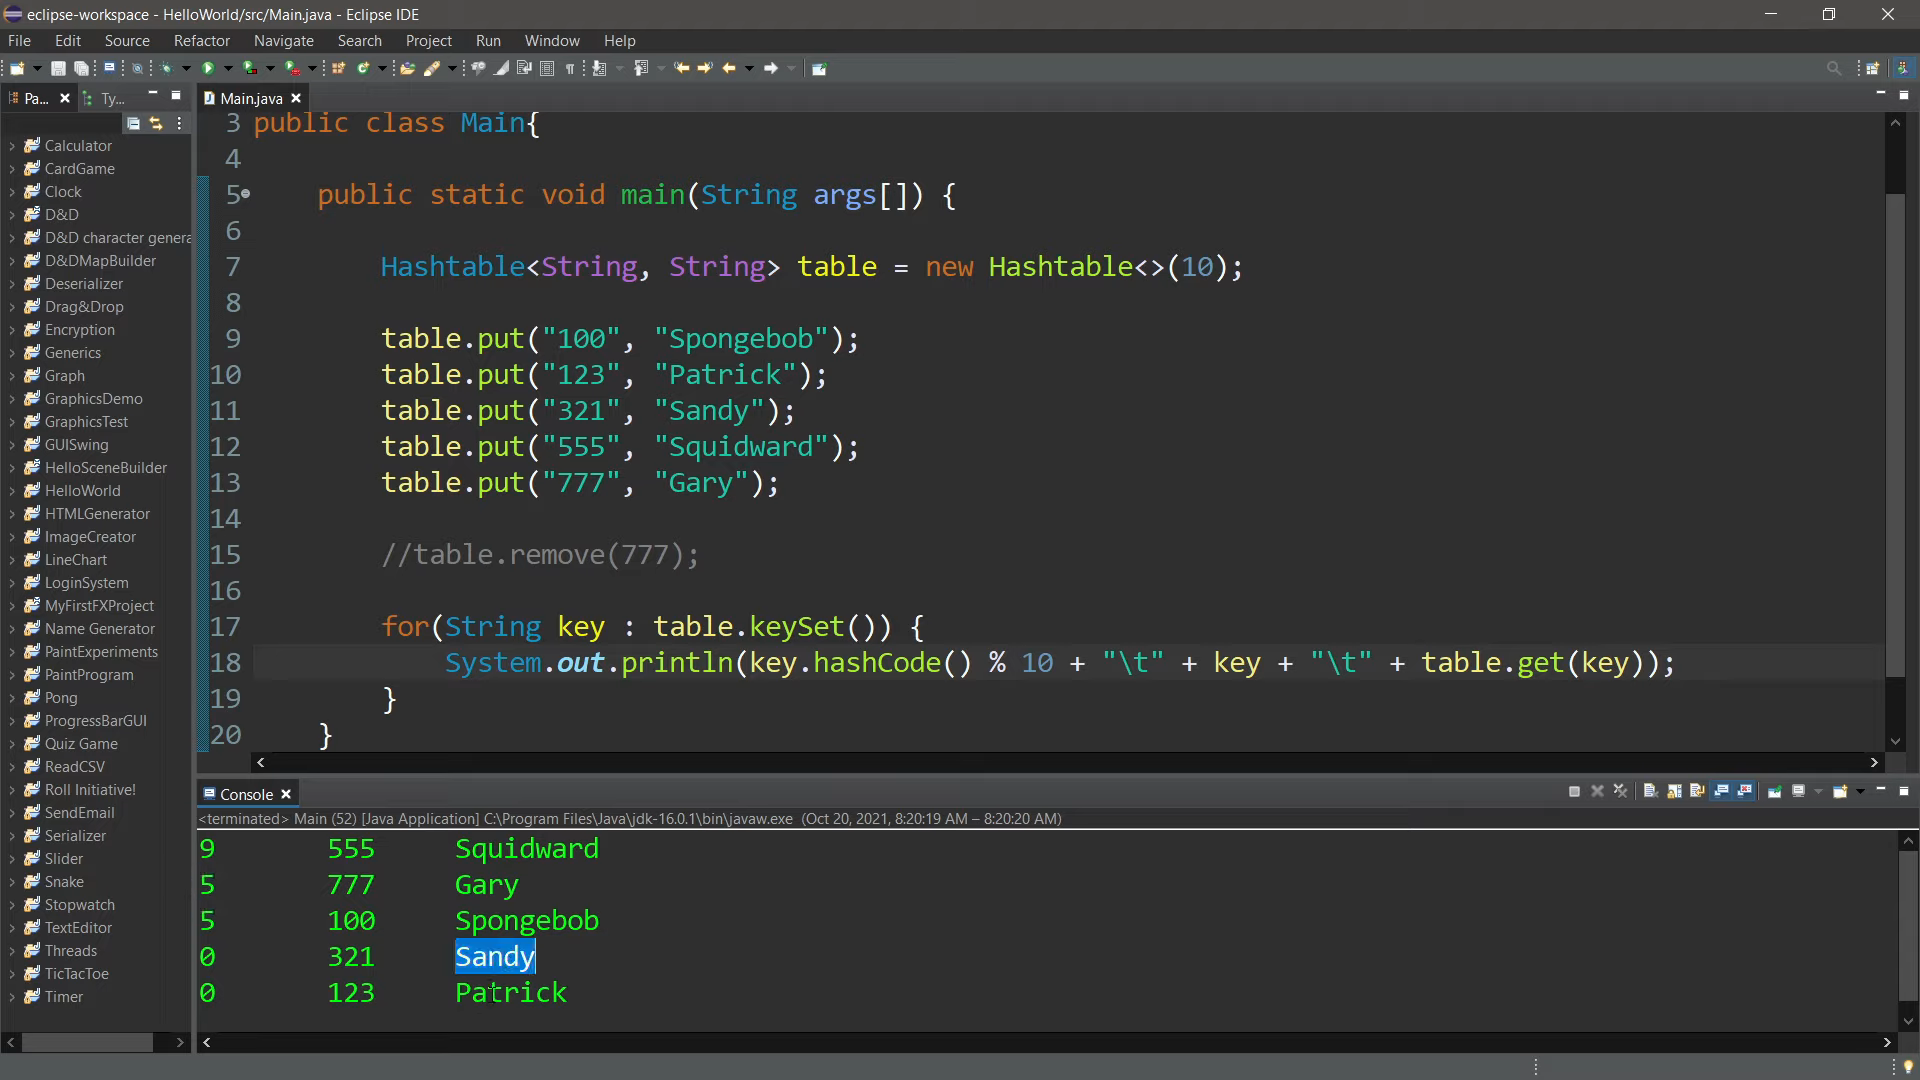 eclipse-workspace - HelloWorld/src/Main.java - Eclipse IDE
File Edit Source Refactor Navigate Search Project Run Window Help
Pa... Ty... Main.java
Calculator
CardGame
Clock
D&D
D&D character genera
D&DMapBuilder
Deserializer
Drag&Drop
Encryption
Generics
Graph
GraphicsDemo
GraphicsTest
GUISwing
HelloSceneBuilder
HelloWorld
HTMLGenerator
ImageCreator
LineChart
LoginSystem
MyFirstFXProject
Name Generator
PaintExperiments
PaintProgram
Pong
ProgressBarGUI
Quiz Game
ReadCSV
Roll Initiative!
SendEmail
Serializer
Slider
Snake
Stopwatch
TextEditor
Threads
TicTacToe
Timer
3 public class Main{
4
5 public static void main(String args[]) {
6
7 Hashtable<String, String> table = new Hashtable<>(10);
8
9 table.put("100", "Spongebob");
10 table.put("123", "Patrick");
11 table.put("321", "Sandy");
12 table.put("555", "Squidward");
13 table.put("777", "Gary");
14
15 //table.remove(777);
16
17 for(String key : table.keySet()) {
18 System.out.println(key.hashCode() % 10 + "\t" + key + "\t" + table.get(key));
19 }
20 }
Console
<terminated> Main (52) [Java Application] C:\Program Files\Java\jdk-16.0.1\bin\javaw.exe (Oct 20, 2021, 8:20:19 AM – 8:20:20 AM)
9 555 Squidward
5 777 Gary
5 100 Spongebob
0 321 Sandy
0 123 Patrick